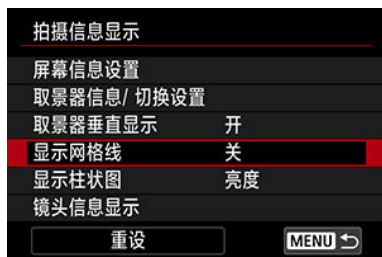 拍摄信息显示
屏幕信息设置
取景器信息/ 切换设置
取景器垂直显示 开
显示网格线 关
显示柱状图 亮度
镜头信息显示
重设 MENU